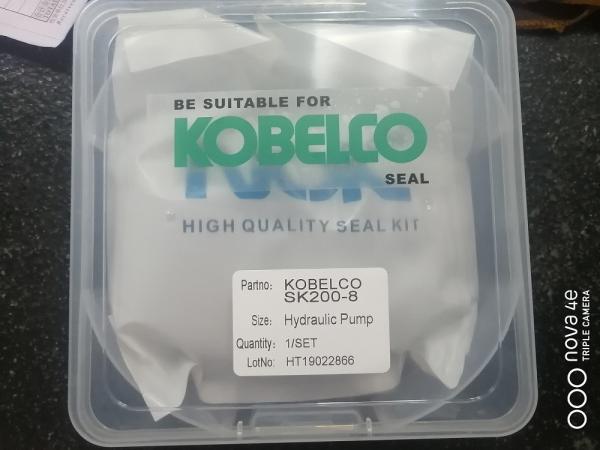 BE SUITABLE FOR
KOBELCO
SEAL
NOK
HIGH QUALITY SEAL KIT
Partno: KOBELCO
SK200-8
Size: Hydraulic Pump
Quantity: 1/SET
LotNo: HT19022866
nova 4e
TRIPLE CAMERA